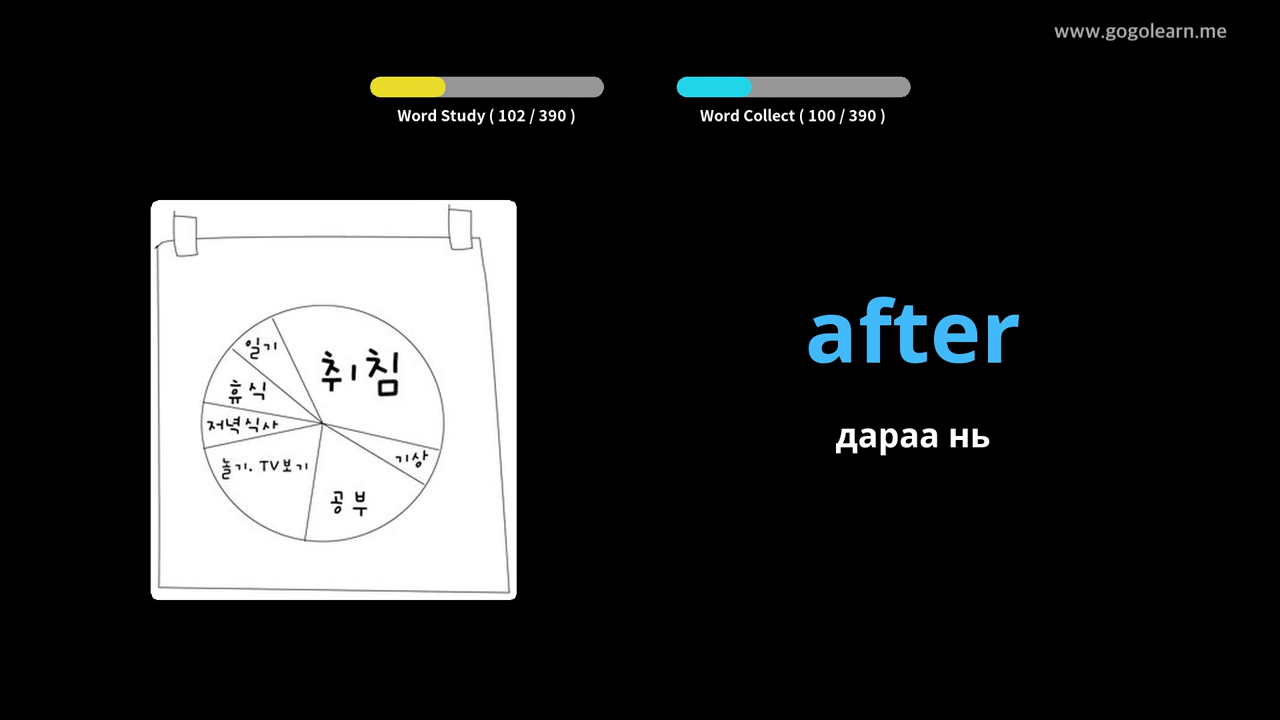 www.gogolearn.me
Word Study ( 102 / 390 )
Word Collect ( 100 / 390 )
일기
취침
휴식
저녁식사
놀기. TV보기
기상
공부
after
дараа нь